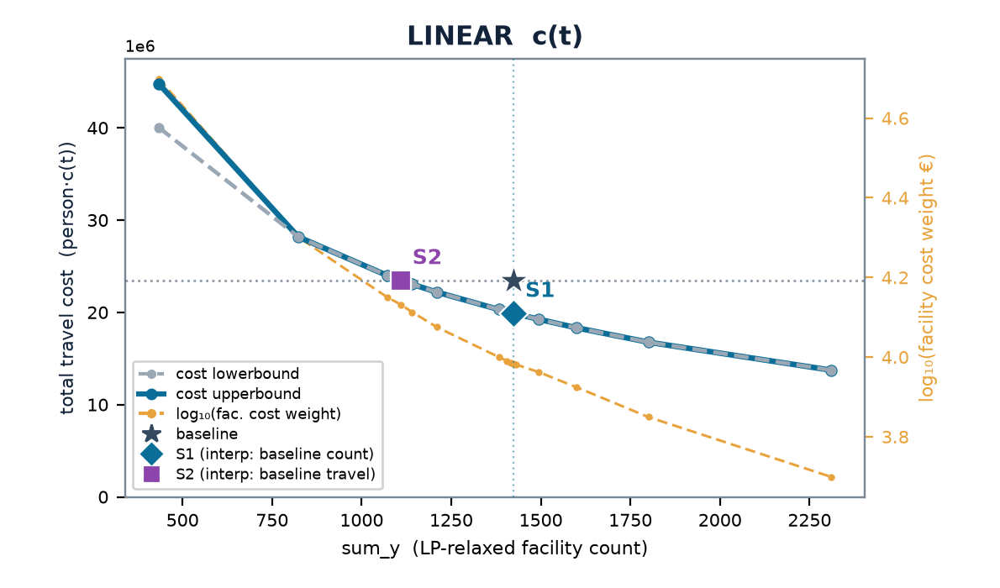 LINEAR  c(t)
1e6
40
30
20
10
0
total travel cost  (person·c(t))
4.6
4.4
4.2
4.0
3.8
log₁₀(facility cost weight €)
S2
S1
cost lowerbound
cost upperbound
log₁₀(fac. cost weight)
baseline
S1 (interp: baseline count)
S2 (interp: baseline travel)
500 750 1000 1250 1500 1750 2000 2250
sum_y  (LP-relaxed facility count)